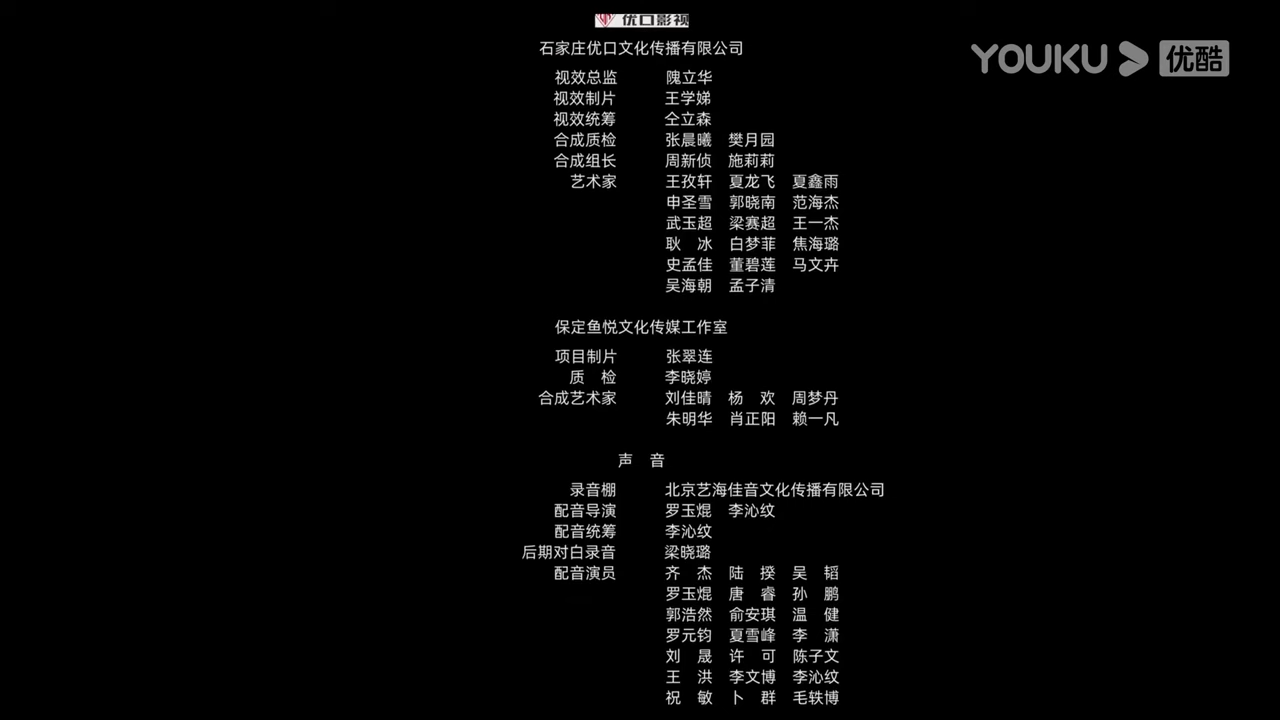 优口影视
YOUKU 优酷
石家庄优口文化传播有限公司
视效总监 隗立华
视效制片 王学娣
视效统筹 仝立森
合成质检 张晨曦 樊月园
合成组长 周新侦 施莉莉
艺术家 王孜轩 夏龙飞 夏鑫雨
申圣雪 郭晓南 范海杰
武玉超 梁赛超 王一杰
耿 冰 白梦菲 焦海璐
史孟佳 董碧莲 马文卉
吴海朝 孟子清
保定鱼悦文化传媒工作室
项目制片 张翠连
质 检 李晓婷
合成艺术家 刘佳晴 杨 欢 周梦丹
朱明华 肖正阳 赖一凡
声 音
录音棚 北京艺海佳音文化传播有限公司
配音导演 罗玉焜 李沁纹
配音统筹 李沁纹
后期对白录音 梁晓璐
配音演员 齐 杰 陆 揆 吴 韬
罗玉焜 唐 睿 孙 鹏
郭浩然 俞安琪 温 健
罗元钧 夏雪峰 李 潇
刘 晟 许 可 陈子文
王 洪 李文博 李沁纹
祝 敏 卜 群 毛轶博